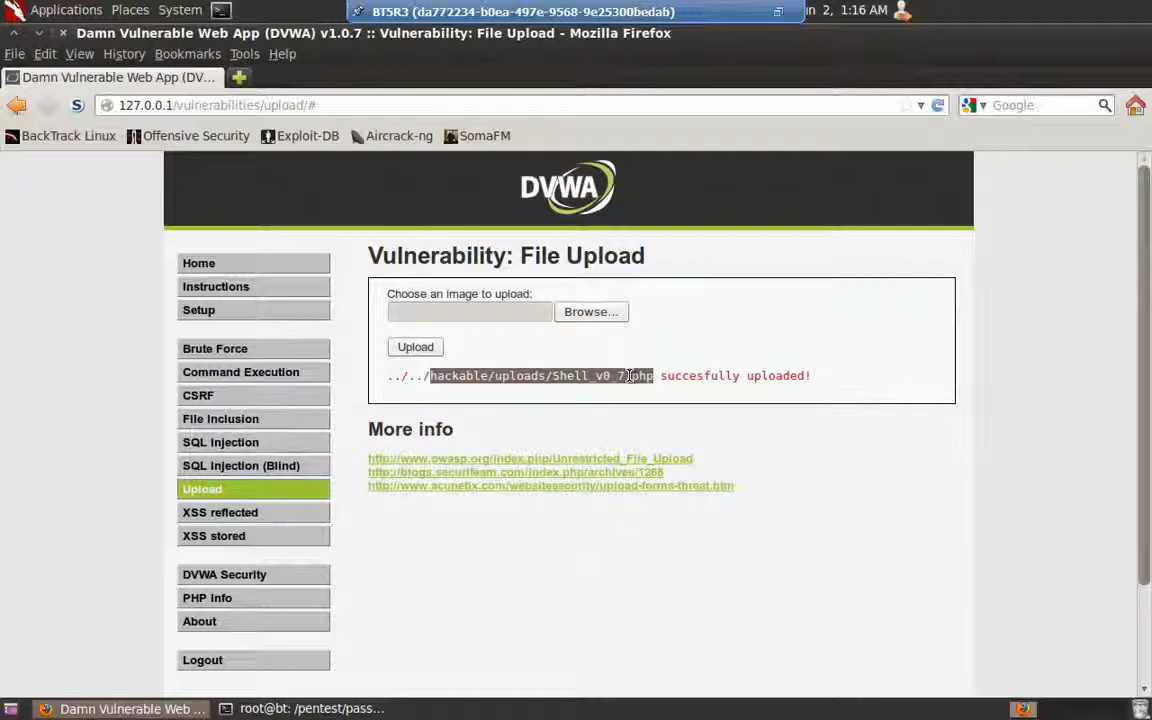 Applications Places System
BT5R3 (da772234-b0ea-497e-9568-9e25300bedab)
in 2, 1:16 AM
Damn Vulnerable Web App (DVWA) v1.0.7 :: Vulnerability: File Upload - Mozilla Firefox
File Edit View History Bookmarks Tools Help
Damn Vulnerable Web App (DV...
127.0.0.1/vulnerabilities/upload/#
Google
BackTrack Linux Offensive Security Exploit-DB Aircrack-ng SomaFM
DVWA
Home
Instructions
Setup
Brute Force
Command Execution
CSRF
File Inclusion
SQL Injection
SQL Injection (Blind)
Upload
XSS reflected
XSS stored
DVWA Security
PHP Info
About
Logout
Vulnerability: File Upload
Choose an image to upload:
Browse...
Upload
../../hackable/uploads/Shell_v0_7.php succesfully uploaded!
More info
http://www.owasp.org/index.php/Unrestricted_File_Upload
http://blogs.securiteam.com/index.php/archives/1268
http://www.acunetix.com/websitesecurity/upload-forms-threat.htm
Damn Vulnerable Web ...
root@bt: /pentest/pass...